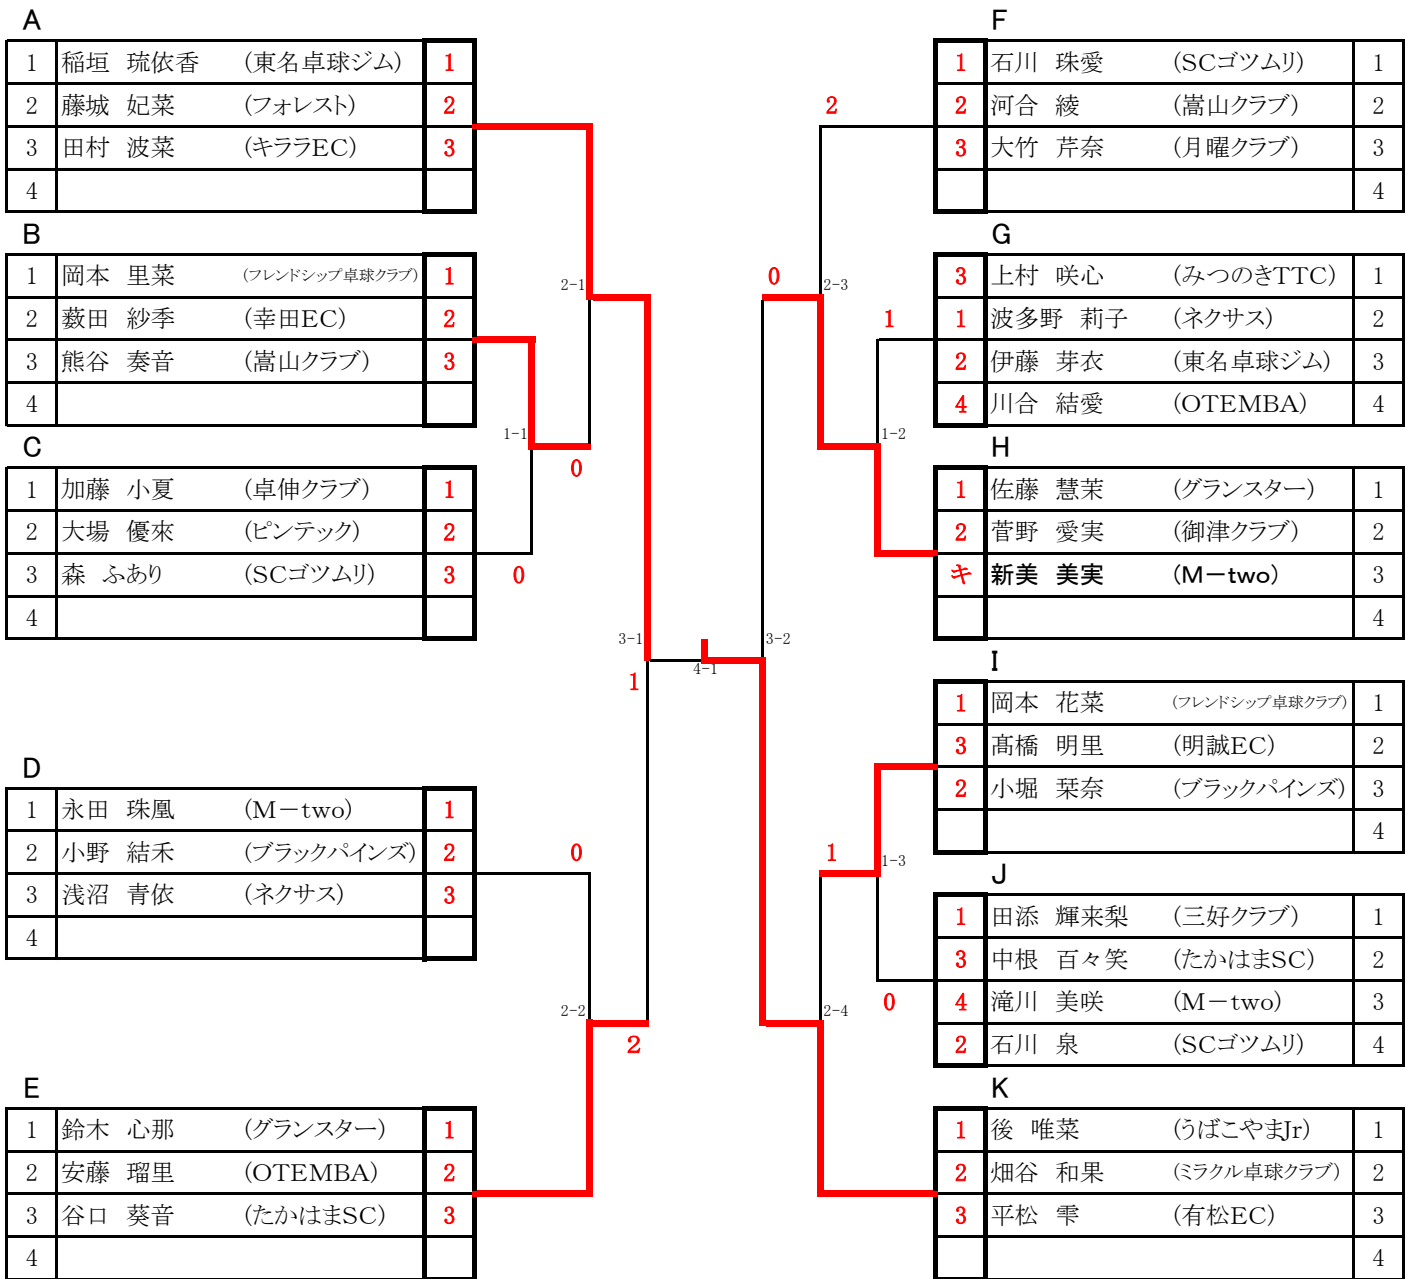 A
1 稲垣 琉依香 (東名卓球ジム) 1
2 藤城 妃菜 (フォレスト) 2
3 田村 波菜 (キララEC) 3
4
B
1 岡本 里菜 (フレンドシップ卓球クラブ) 1
2 薮田 紗季 (幸田EC) 2
3 熊谷 奏音 (嵩山クラブ) 3
4
C
1 加藤 小夏 (卓伸クラブ) 1
2 大場 優來 (ピンテック) 2
3 森 ふあり (SCゴツムリ) 3
4
D
1 永田 珠凰 (M－two) 1
2 小野 結禾 (ブラックパインズ) 2
3 浅沼 青依 (ネクサス) 3
4
E
1 鈴木 心那 (グランスター) 1
2 安藤 瑠里 (OTEMBA) 2
3 谷口 葵音 (たかはまSC) 3
4
2-1
1-1
0
0
3-1
1
4-1
0
2-2
2
2
0
2-3
1
1-2
3-2
1
1-3
0
2-4
F
1 石川 珠愛 (SCゴツムリ) 1
2 河合 綾 (嵩山クラブ) 2
3 大竹 芹奈 (月曜クラブ) 3
4
G
3 上村 咲心 (みつのきTTC) 1
1 波多野 莉子 (ネクサス) 2
2 伊藤 芽衣 (東名卓球ジム) 3
4 川合 結愛 (OTEMBA) 4
H
1 佐藤 慧茉 (グランスター) 1
2 菅野 愛実 (御津クラブ) 2
キ 新美 美実 (M－two) 3
4
I
1 岡本 花菜 (フレンドシップ卓球クラブ) 1
3 髙橋 明里 (明誠EC) 2
2 小堀 栞奈 (ブラックパインズ) 3
4
J
1 田添 輝来梨 (三好クラブ) 1
3 中根 百々笑 (たかはまSC) 2
4 滝川 美咲 (M－two) 3
2 石川 泉 (SCゴツムリ) 4
K
1 後 唯菜 (うばこやまJr) 1
2 畑谷 和果 (ミラクル卓球クラブ) 2
3 平松 雫 (有松EC) 3
4